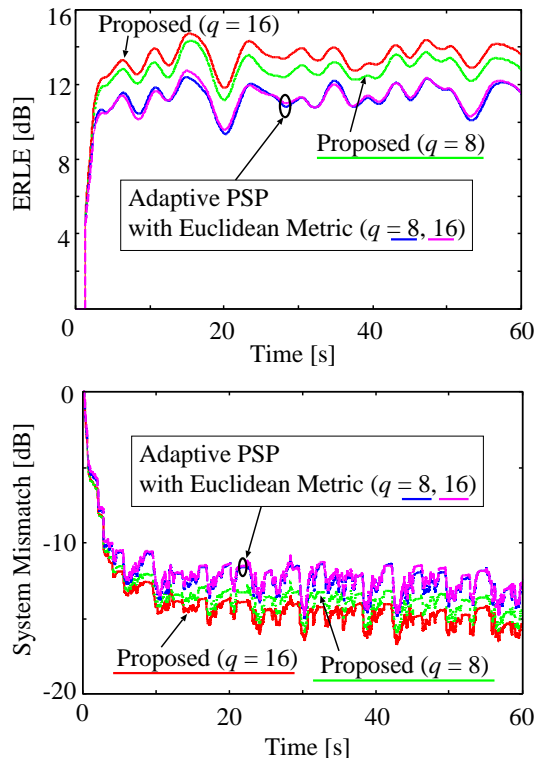 16
Proposed (q = 16)
12
ERLE [dB]
8
Proposed (q = 8)
Adaptive PSP
with Euclidean Metric (q = 8, 16)
4
0
20
40
60
Time [s]
0
System Mismatch [dB]
Adaptive PSP
with Euclidean Metric (q = 8, 16)
-10
Proposed (q = 16)
Proposed (q = 8)
-20
0
20
40
60
Time [s]